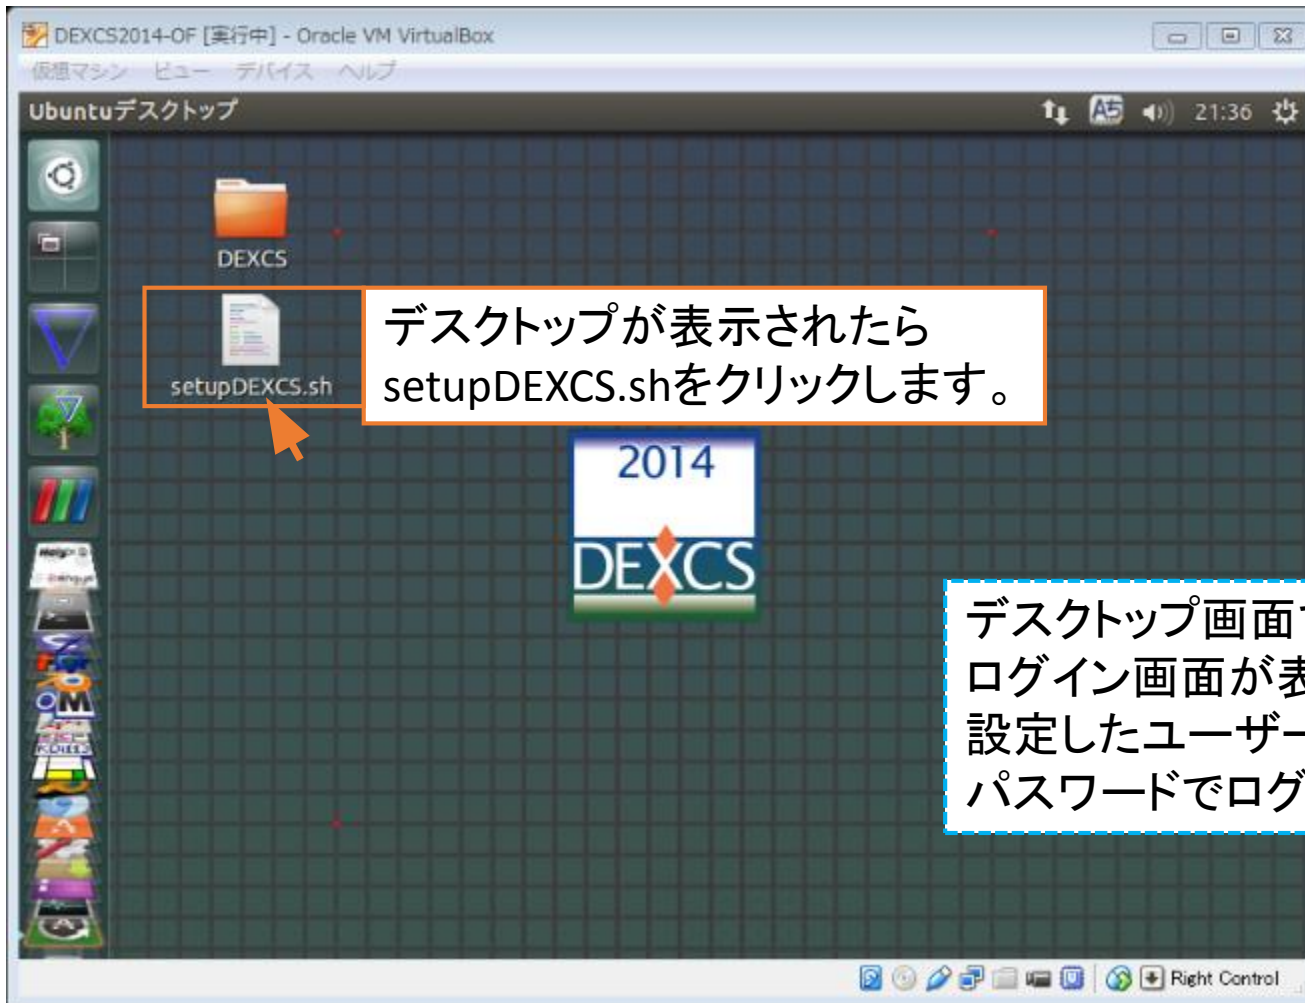 DEXCS2014-OF [実行中] - Oracle VM VirtualBox
仮想マシン ビュー デバイス ヘルプ
Ubuntuデスクトップ
21:36
DEXCS
デスクトップが表示されたら
setupDEXCS.shをクリックします。
setupDEXCS.sh
2014
DEXCS
デスクトップ画面
ログイン画面が表
設定したユーザー
パスワードでログ
Right Control